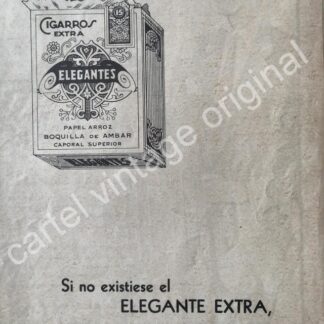 CIGARROS
EXTRA
15
ELEGANTES
PAPEL ARROZ
BOQUILLA DE AMBAR
CAPORAL SUPERIOR
ELEGANTES
cartel vintage original
Si no existiese el
ELEGANTE EXTRA,